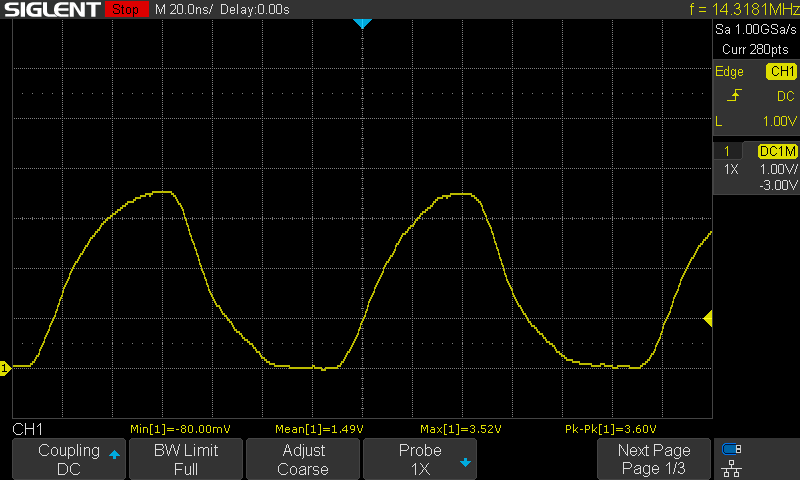 SIGLENT Stop M 20.0ns/ Delay:0.00s f = 14.3181MHz
Sa 1.00GSa/s
Curr 280pts
Edge CH1
DC
L 1.00V
1 DC1M
1X 1.00V/
-3.00V
1
CH1 Min[1]=-80.00mV Mean[1]=1.49V Max[1]=3.52V Pk-Pk[1]=3.60V
Coupling BW Limit Adjust Probe Next Page
DC Full Coarse 1X Page 1/3